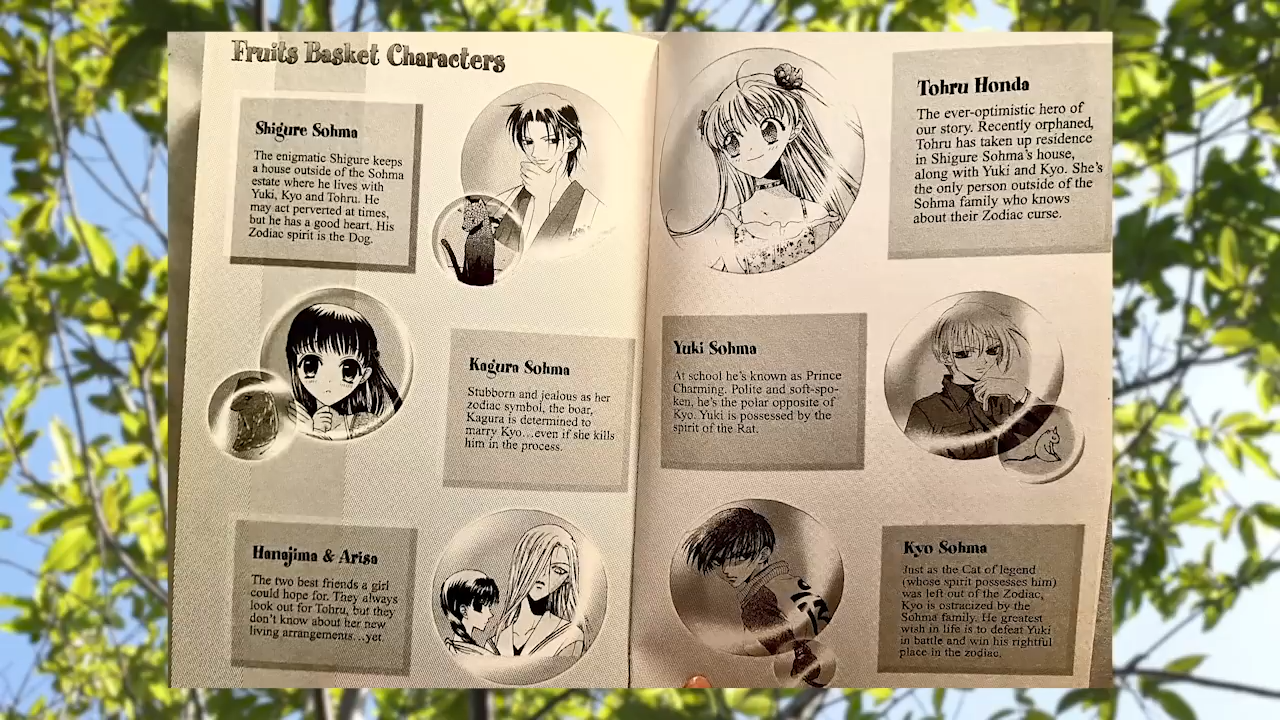 Fruits Basket Characters
Shigure Sohma
The enigmatic Shigure keeps
a house outside of the Sohma
estate where he lives with
Yuki, Kyo and Tohru. He
may act perverted at times,
but he has a good heart. His
Zodiac spirit is the Dog.
Kagura Sohma
Stubborn and jealous as her
zodiac symbol, the boar,
Kagura is determined to
marry Kyo...even if she kills
him in the process.
Hanajima & Arisa
The two best friends a girl
could hope for. They always
look out for Tohru, but they
don't know about her new
living arrangements...yet.
Tohru Honda
The ever-optimistic hero of
our story. Recently orphaned,
Tohru has taken up residence
in Shigure Sohma's house,
along with Yuki and Kyo. She's
the only person outside of the
Sohma family who knows
about their Zodiac curse.
Yuki Sohma
At school he's known as Prince
Charming. Polite and soft-spo-
ken, he's the polar opposite of
Kyo. Yuki is possessed by the
spirit of the Rat.
Kyo Sohma
Just as the Cat of legend
(whose spirit possesses him)
was left out of the Zodiac,
Kyo is ostracized by the
Sohma family. He greatest
wish in life is to defeat Yuki
in battle and win his rightful
place in the zodiac.